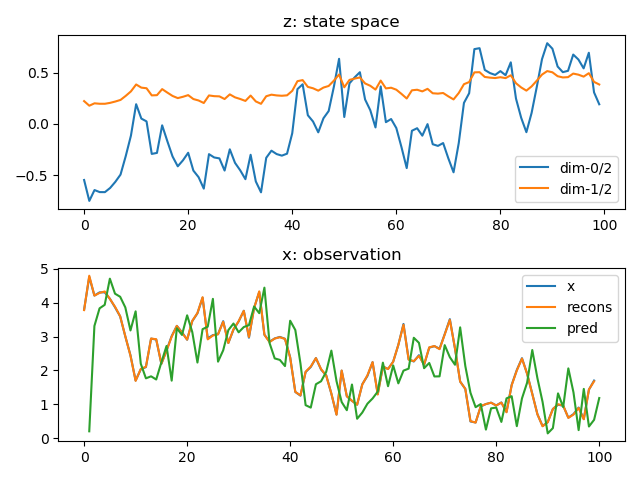 z: state space
0.5
0.0
−0.5
dim-0/2
dim-1/2
0 20 40 60 80 100
x: observation
5
4
3
2
1
0
x
recons
pred
0 20 40 60 80 100